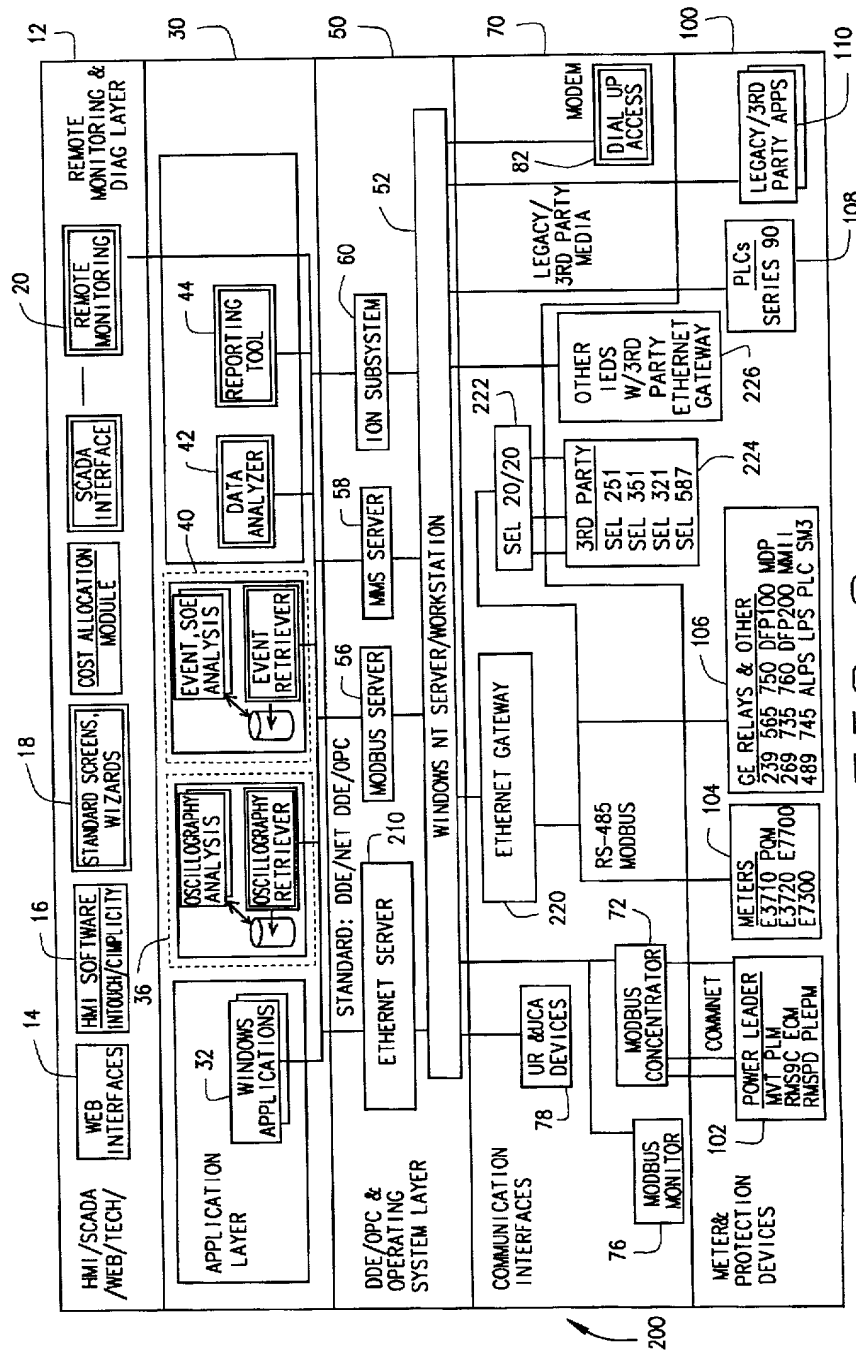 12
HMI/SCADA
/WEB/TECH/
14
WEB
INTERFACES
16
HMI SOFTWARE
INTOUCH/CIMPLICITY
18
STANDARD SCREENS,
WIZARDS
COST ALLOCATION
MODULE
SCADA
INTERFACE
20
REMOTE
MONITORING
REMOTE
MONITORING &
DIAG LAYER
30
APPLICATION
LAYER
32
WINDOWS
APPLICATIONS
36
OSCILLOGRAPHY
ANALYSIS
OSCILLOGRAPHY
RETRIEVER
40
EVENT, SOE
ANALYSIS
EVENT
RETRIEVER
42
DATA
ANALYZER
44
REPORTING
TOOL
50
DDE/OPC &
OPERATING
SYSTEM LAYER
STANDARD: DDE/NET DDE/OPC
ETHERNET SERVER
210
MODBUS SERVER
56
MMS SERVER
58
ION SUBSYSTEM
60
WINDOWS NT SERVER/WORKSTATION
52
70
COMMUNICATION
INTERFACES
MODBUS
MONITOR
76
UR &UCA
DEVICES
78
MODBUS
CONCENTRATOR
72
COMMNET
ETHERNET GATEWAY
220
RS-485
MODBUS
SEL 20/20
222
LEGACY/
3RD PARTY
MEDIA
82
MODEM
DIAL UP
ACCESS
100
METER&
PROTECTION
DEVICES
102
POWER LEADER
MVT PLM
RMS9C ECM
RMSPD PLEPM
METERS
E3710 PQM
E3720 E7700
E7300
104
GE RELAYS & OTHER
239 565 750 DFP100 MDP
269 735 760 DFP200 MMII
489 745 ALPS LPS PLC SM3
106
3RD PARTY
SEL 251
SEL 351
SEL 321
SEL 587
224
OTHER
IEDS
W/3RD
PARTY
ETHERNET
GATEWAY
226
PLCs
SERIES 90
108
LEGACY/3RD
PARTY APPS
110
200